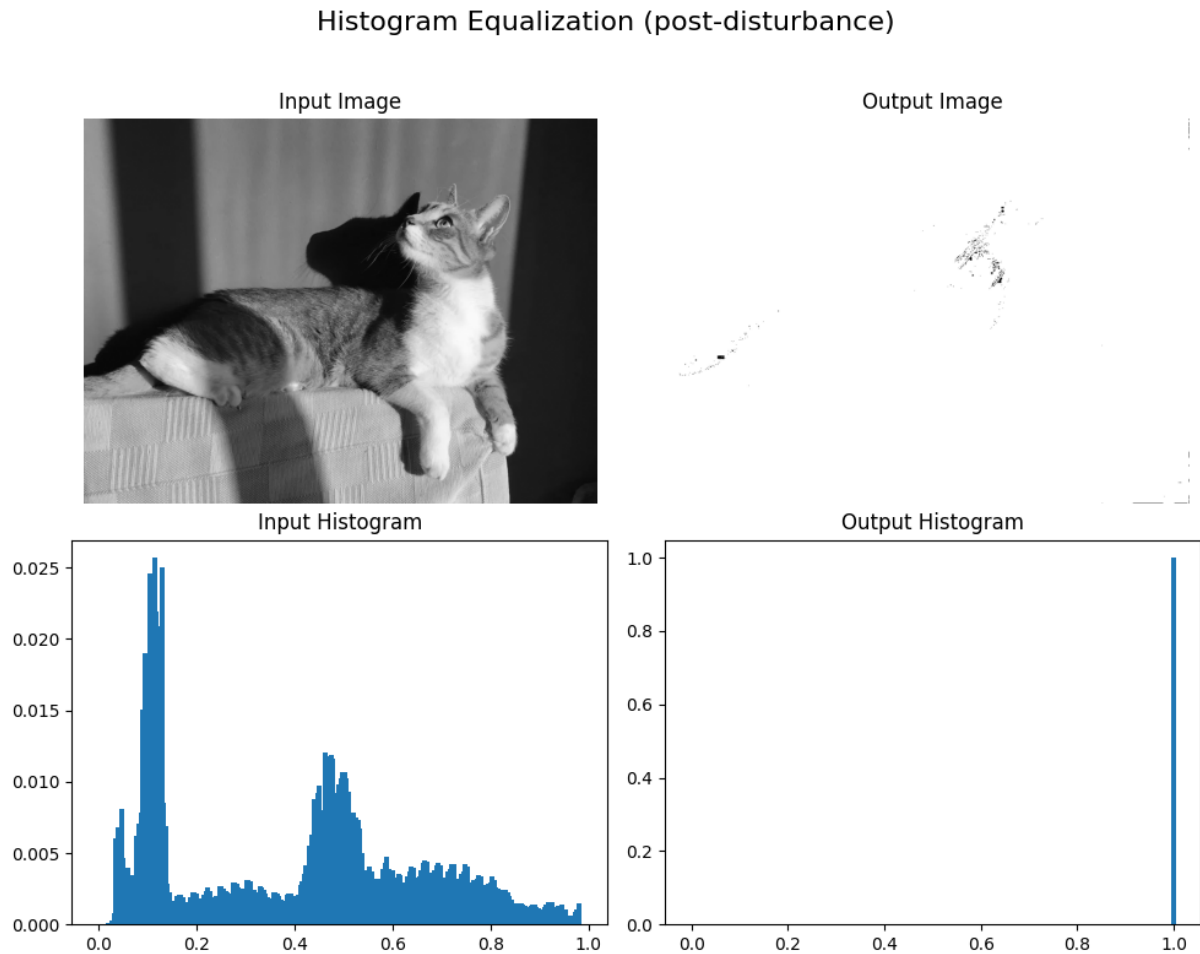 Histogram Equalization (post-disturbance)
Input Image
Output Image
Input Histogram
Output Histogram
0.025
0.020
0.015
0.010
0.005
0.000
0.0 0.2 0.4 0.6 0.8 1.0
1.0
0.8
0.6
0.4
0.2
0.0
0.0 0.2 0.4 0.6 0.8 1.0